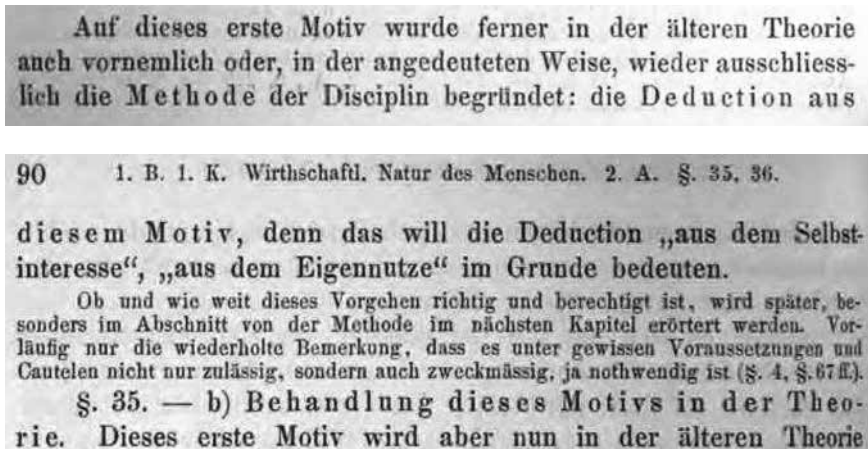 Auf dieses erste Motiv wurde ferner in der älteren Theorie
auch vornemlich oder, in der angedeuteten Weise, wieder ausschliess-
lich die Methode der Disciplin begründet: die Deduction aus
90 1. B. 1. K. Wirthschaftl. Natur des Menschen. 2. A. §. 35, 36.
diesem Motiv, denn das will die Deduction „aus dem Selbst-
interesse“, „aus dem Eigennutze“ im Grunde bedeuten.
Ob und wie weit dieses Vorgehen richtig und berechtigt ist, wird später, be-
sonders im Abschnitt von der Methode im nächsten Kapitel erörtert werden. Vor-
läufig nur die wiederholte Bemerkung, dass es unter gewissen Voraussetzungen und
Cautelen nicht nur zulässig, sondern auch zweckmässig, ja nothwendig ist (§. 4, §. 67 ff.).
§. 35. — b) Behandlung dieses Motivs in der Theo-
rie. Dieses erste Motiv wird aber nun in der älteren Theorie